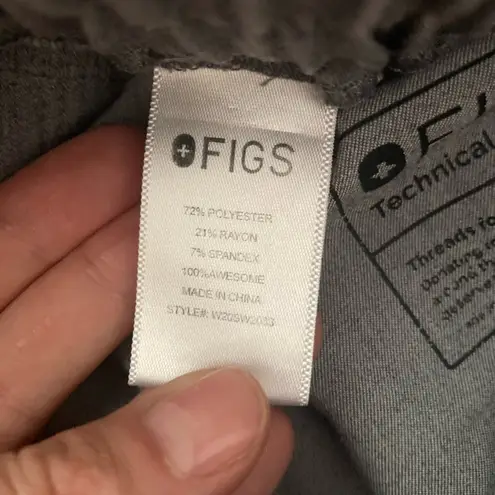 FIGS
72% POLYESTER
21% RAYON
7% SPANDEX
100%AWESOME
MADE IN CHINA
STYLE#: W20SW2033
Technical
Threads fo